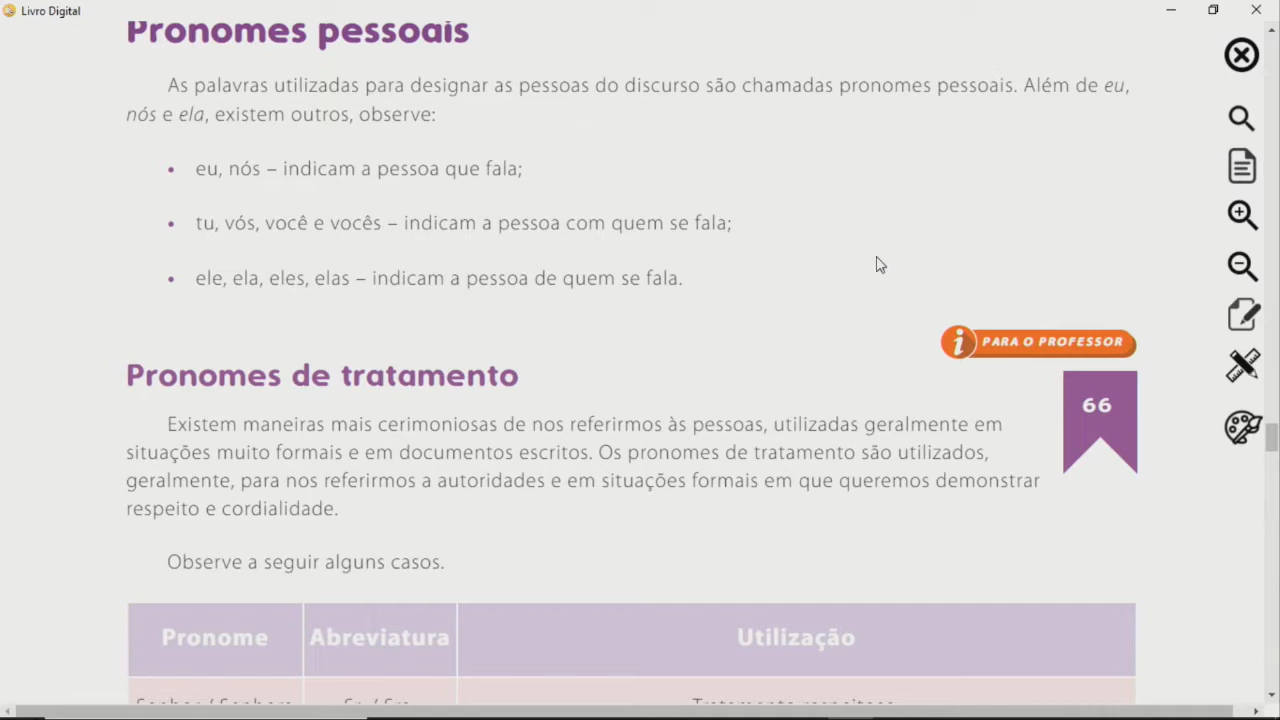 Livro Digital
Pronomes pessoais
As palavras utilizadas para designar as pessoas do discurso são chamadas pronomes pessoais. Além de eu,
nós e ela, existem outros, observe:
• eu, nós – indicam a pessoa que fala;
• tu, vós, você e vocês – indicam a pessoa com quem se fala;
• ele, ela, eles, elas – indicam a pessoa de quem se fala.
i PARA O PROFESSOR
Pronomes de tratamento
66
Existem maneiras mais cerimoniosas de nos referirmos às pessoas, utilizadas geralmente em
situações muito formais e em documentos escritos. Os pronomes de tratamento são utilizados,
geralmente, para nos referirmos a autoridades e em situações formais em que queremos demonstrar
respeito e cordialidade.
Observe a seguir alguns casos.
Pronome Abreviatura Utilização